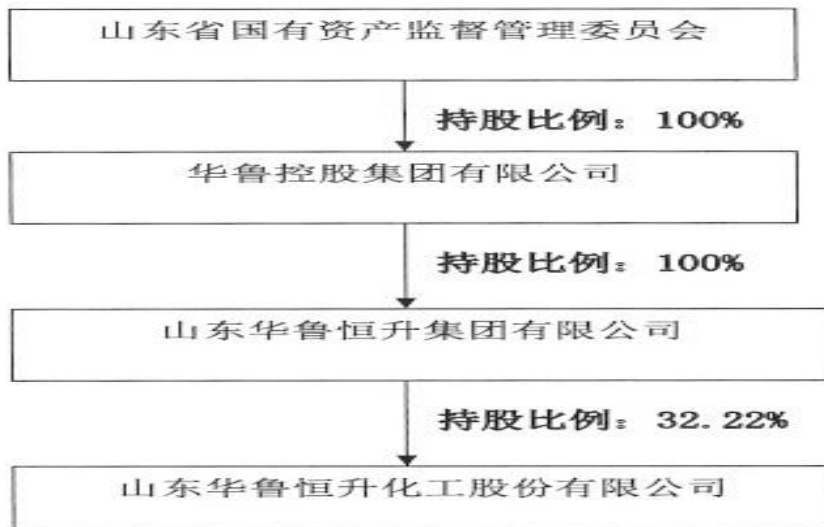 山东省国有资产监督管理委员会
持股比例：100%
华鲁控股集团有限公司
持股比例：100%
山东华鲁恒升集团有限公司
持股比例：32.22%
山东华鲁恒升化工股份有限公司